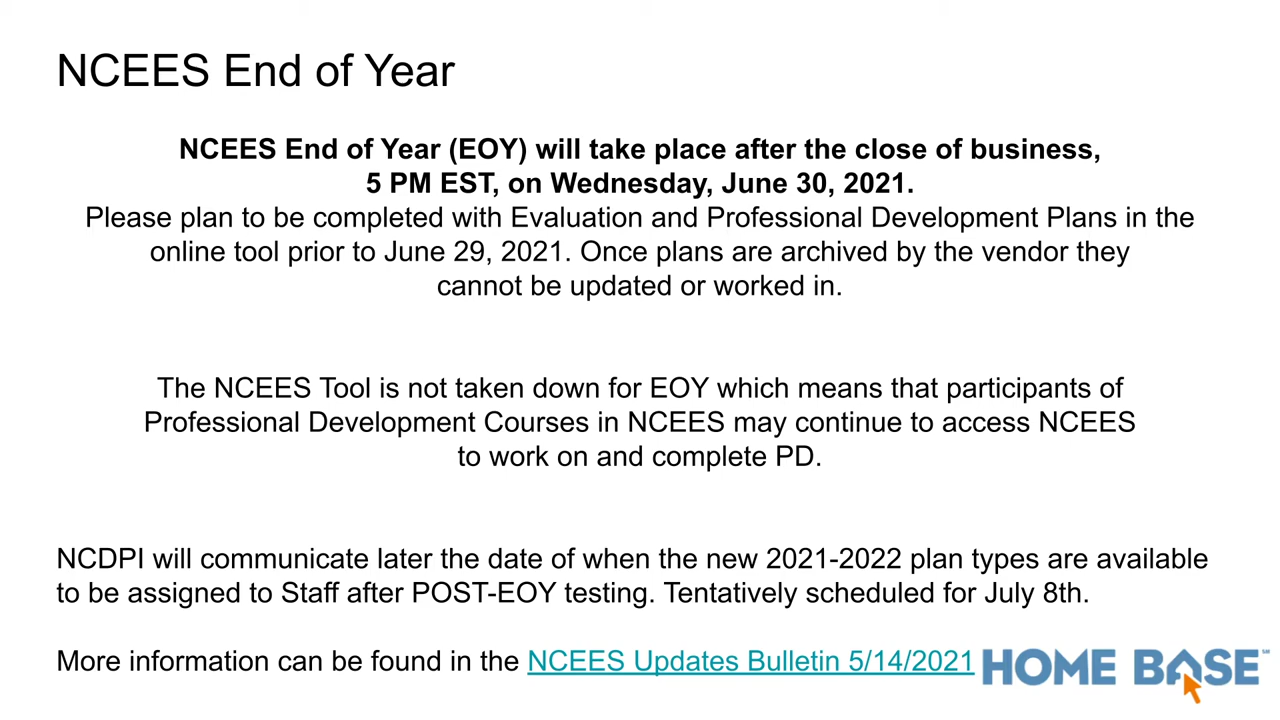 NCEES End of Year
NCEES End of Year (EOY) will take place after the close of business,
5 PM EST, on Wednesday, June 30, 2021.
Please plan to be completed with Evaluation and Professional Development Plans in the
online tool prior to June 29, 2021. Once plans are archived by the vendor they
cannot be updated or worked in.
The NCEES Tool is not taken down for EOY which means that participants of
Professional Development Courses in NCEES may continue to access NCEES
to work on and complete PD.
NCDPI will communicate later the date of when the new 2021-2022 plan types are available
to be assigned to Staff after POST-EOY testing. Tentatively scheduled for July 8th.
More information can be found in the NCEES Updates Bulletin 5/14/2021
HOME BASE℠